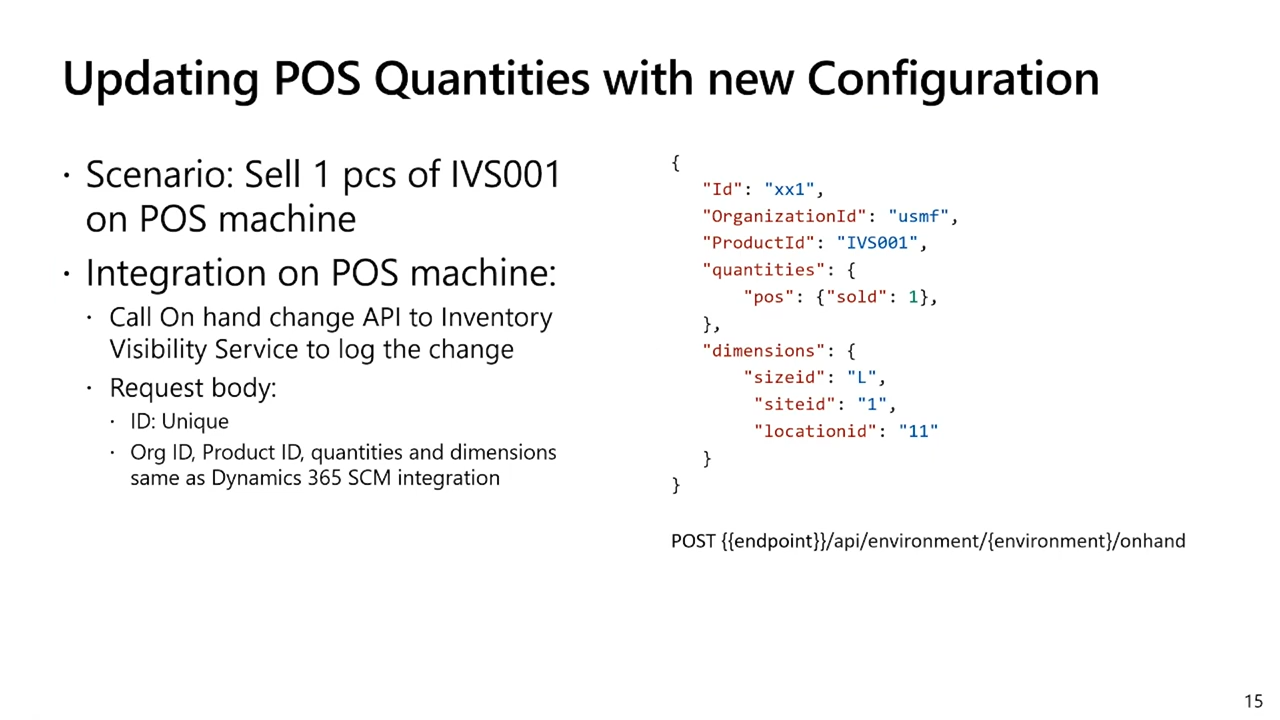 Updating POS Quantities with new Configuration
· Scenario: Sell 1 pcs of IVS001
on POS machine
· Integration on POS machine:
· Call On hand change API to Inventory
Visibility Service to log the change
· Request body:
· ID: Unique
· Org ID, Product ID, quantities and dimensions
same as Dynamics 365 SCM integration
{
"Id": "xx1",
"OrganizationId": "usmf",
"ProductId": "IVS001",
"quantities": {
"pos": {"sold": 1},
},
"dimensions": {
"sizeid": "L",
"siteid": "1",
"locationid": "11"
}
}
POST {{endpoint}}/api/environment/{environment}/onhand
15